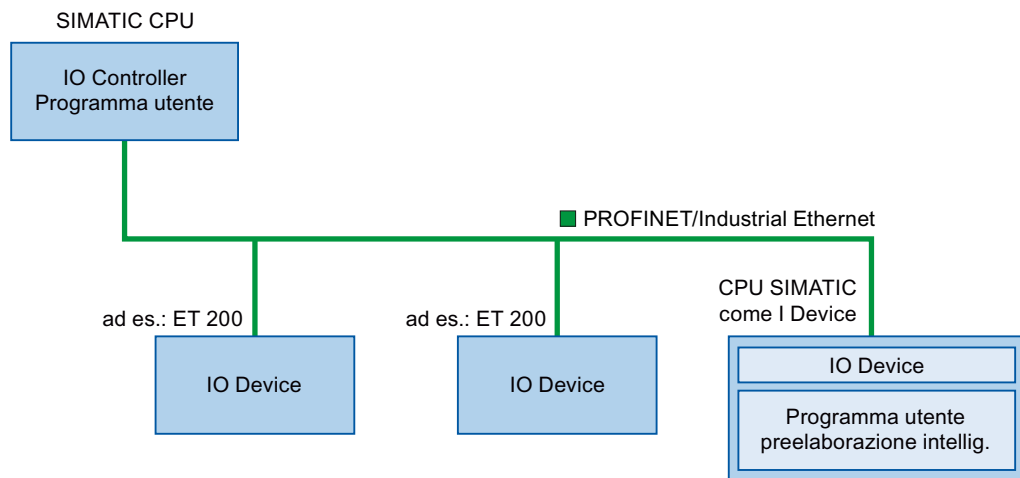 SIMATIC CPU
IO Controller
Programma utente
PROFINET/Industrial Ethernet
CPU SIMATIC
come I Device
ad es.: ET 200
ad es.: ET 200
IO Device
IO Device
IO Device
Programma utente
preelaborazione intellig.